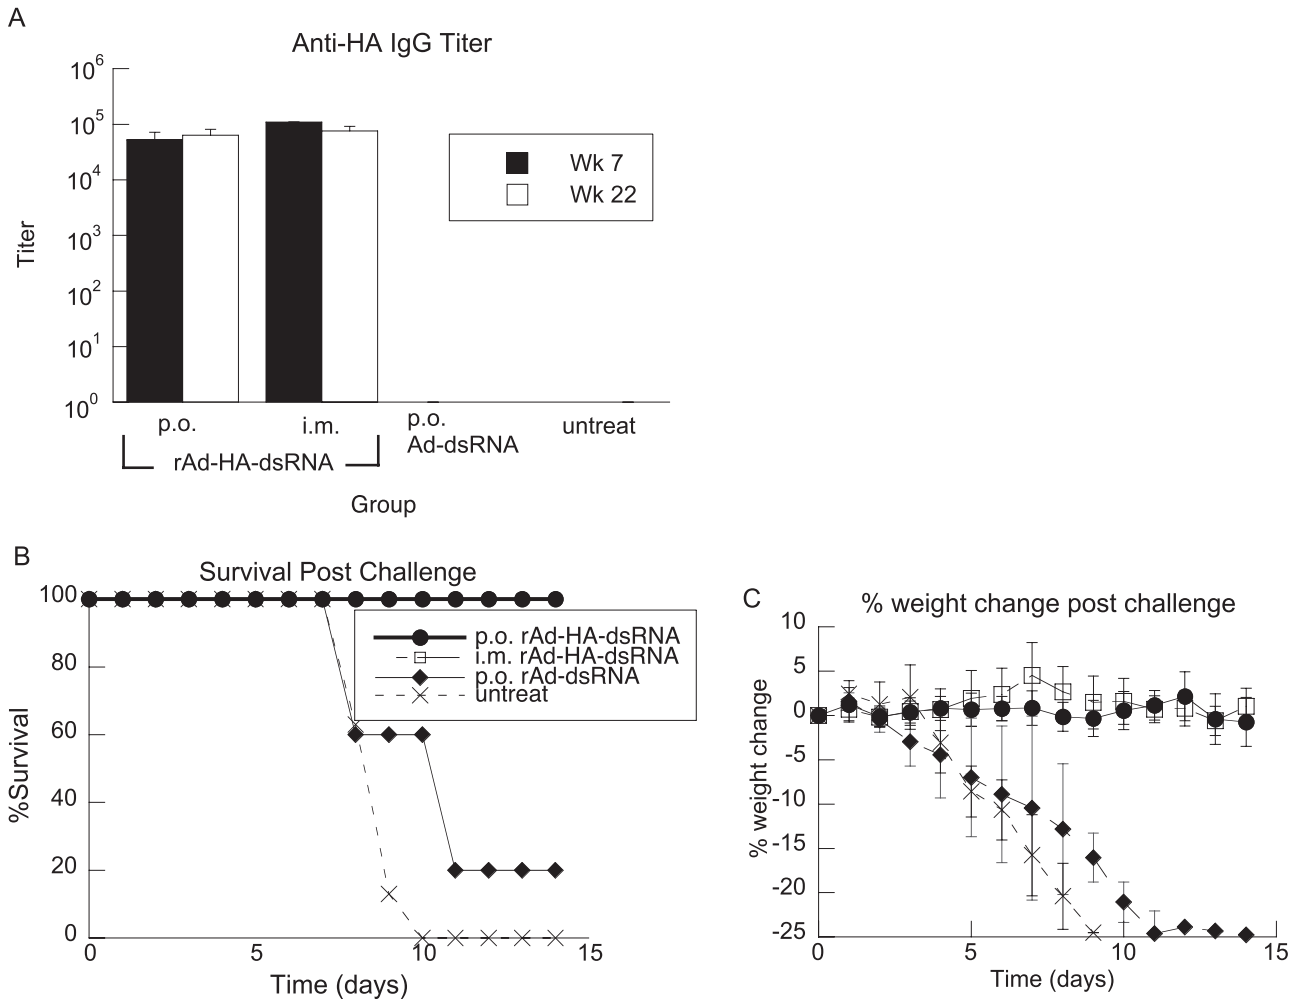 A
Anti-HA IgG Titer
10^6
10^5
10^4
10^3
10^2
10^1
10^0
Titer
Wk 7
Wk 22
p.o.
i.m.
p.o.
Ad-dsRNA
untreat
rAd-HA-dsRNA
Group
B
Survival Post Challenge
100
80
60
40
20
0
%Survival
p.o. rAd-HA-dsRNA
i.m. rAd-HA-dsRNA
p.o. rAd-dsRNA
untreat
0 5 10 15
Time (days)
C
% weight change post challenge
10
5
0
-5
-10
-15
-20
-25
% weight change
0 5 10 15
Time (days)